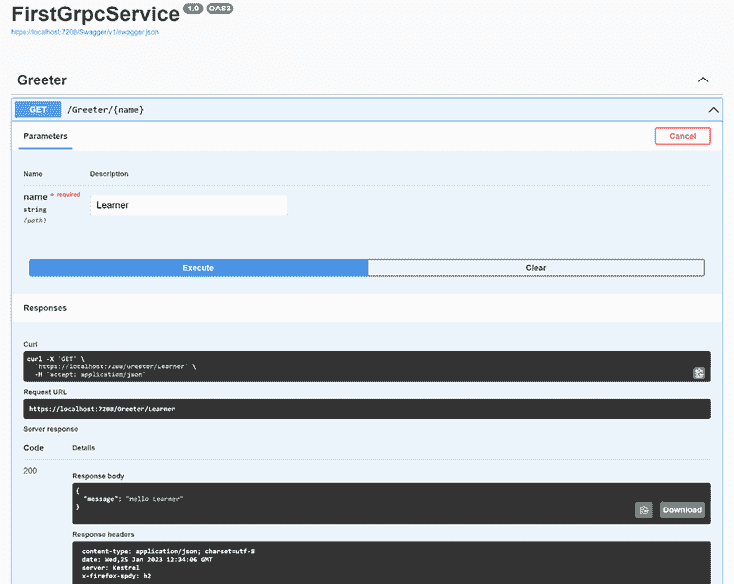 FirstGrpcService 1.0 OAS3
https://localhost:7208/Swagger/v1/swagger.json
Greeter
GET /Greeter/{name}
Parameters
Cancel
Name Description
name * required
string
(path)
Learner
Execute Clear
Responses
Curl
curl -X 'GET' \
'https://localhost:7208/Greeter/Learner' \
-H 'accept: application/json'
Request URL
https://localhost:7208/Greeter/Learner
Server response
Code Details
200
Response body
{
"message": "Hello Learner"
}
Download
Response headers
content-type: application/json; charset=utf-8
date: Wed,25 Jan 2023 12:34:06 GMT
server: Kestrel
x-firefox-spdy: h2